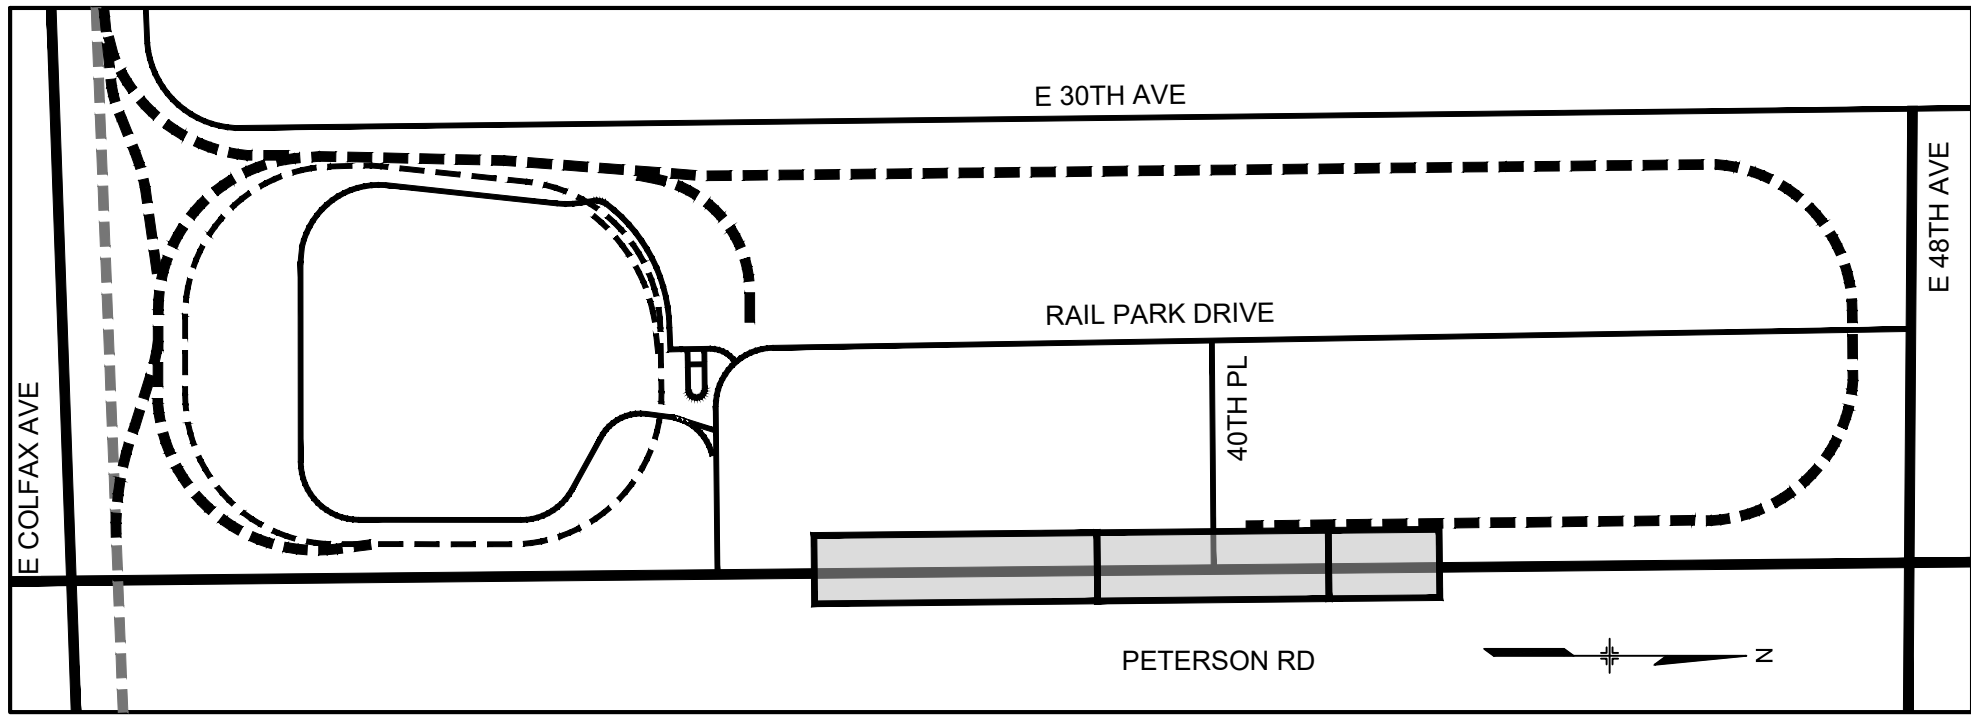 E 30TH AVE
E 48TH AVE
RAIL PARK DRIVE
40TH PL
E COLFAX AVE
PETERSON RD
N